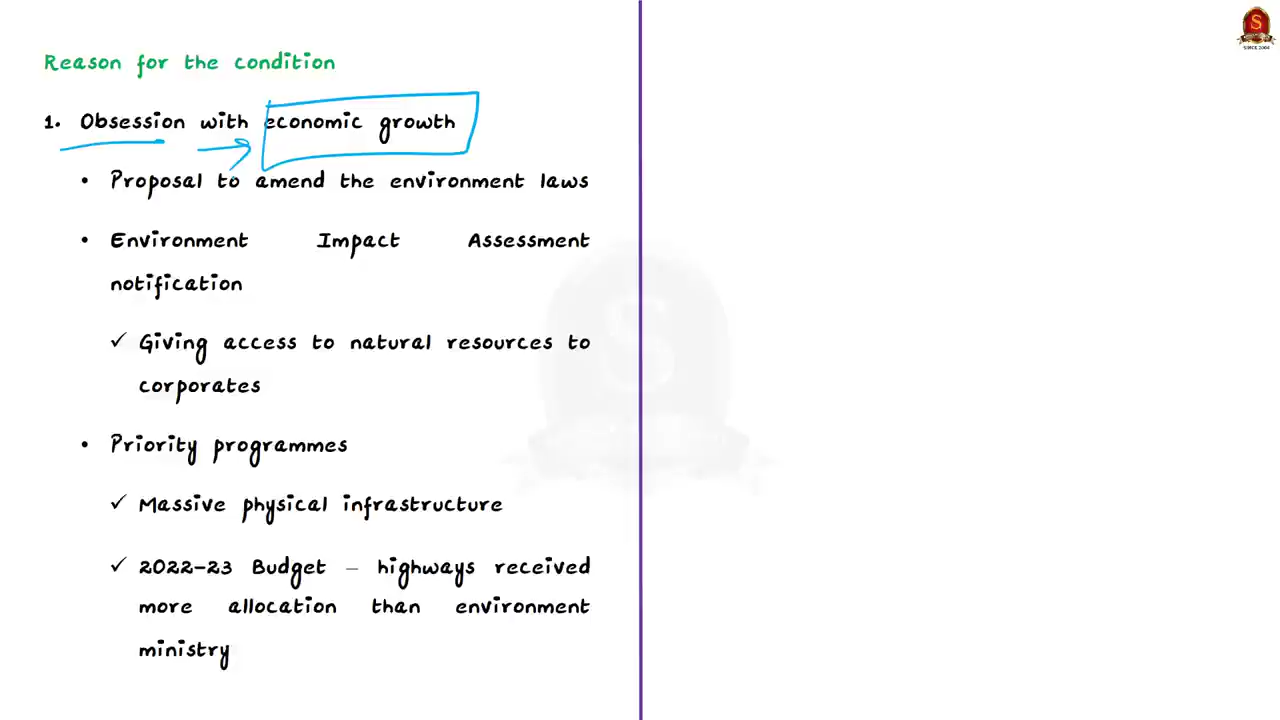 Reason for the condition
1. Obsession with economic growth
• Proposal to amend the environment laws
• Environment Impact Assessment
notification
✓ Giving access to natural resources to
corporates
• Priority programmes
✓ Massive physical infrastructure
✓ 2022-23 Budget – highways received
more allocation than environment
ministry
S
SINCE 2004
S